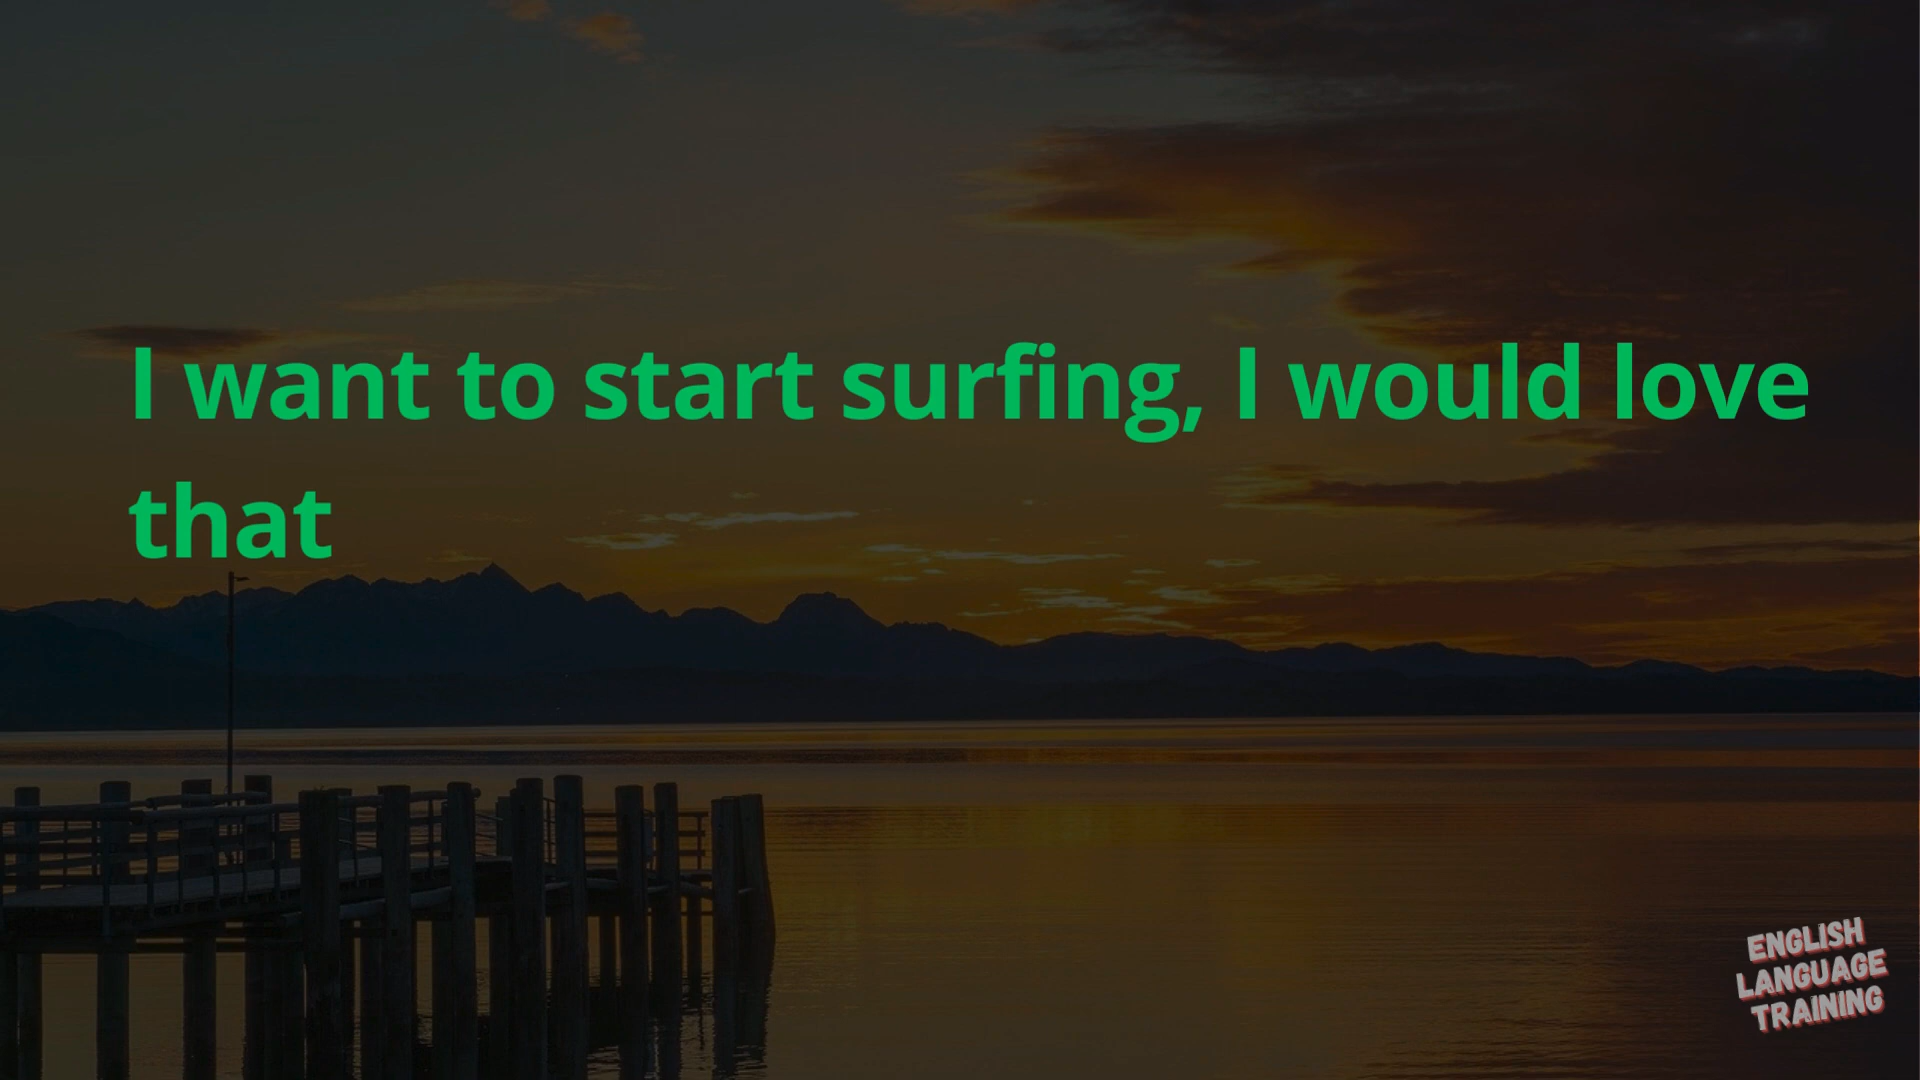 I want to start surfing, I would love
that
ENGLISH
LANGUAGE
TRAINING